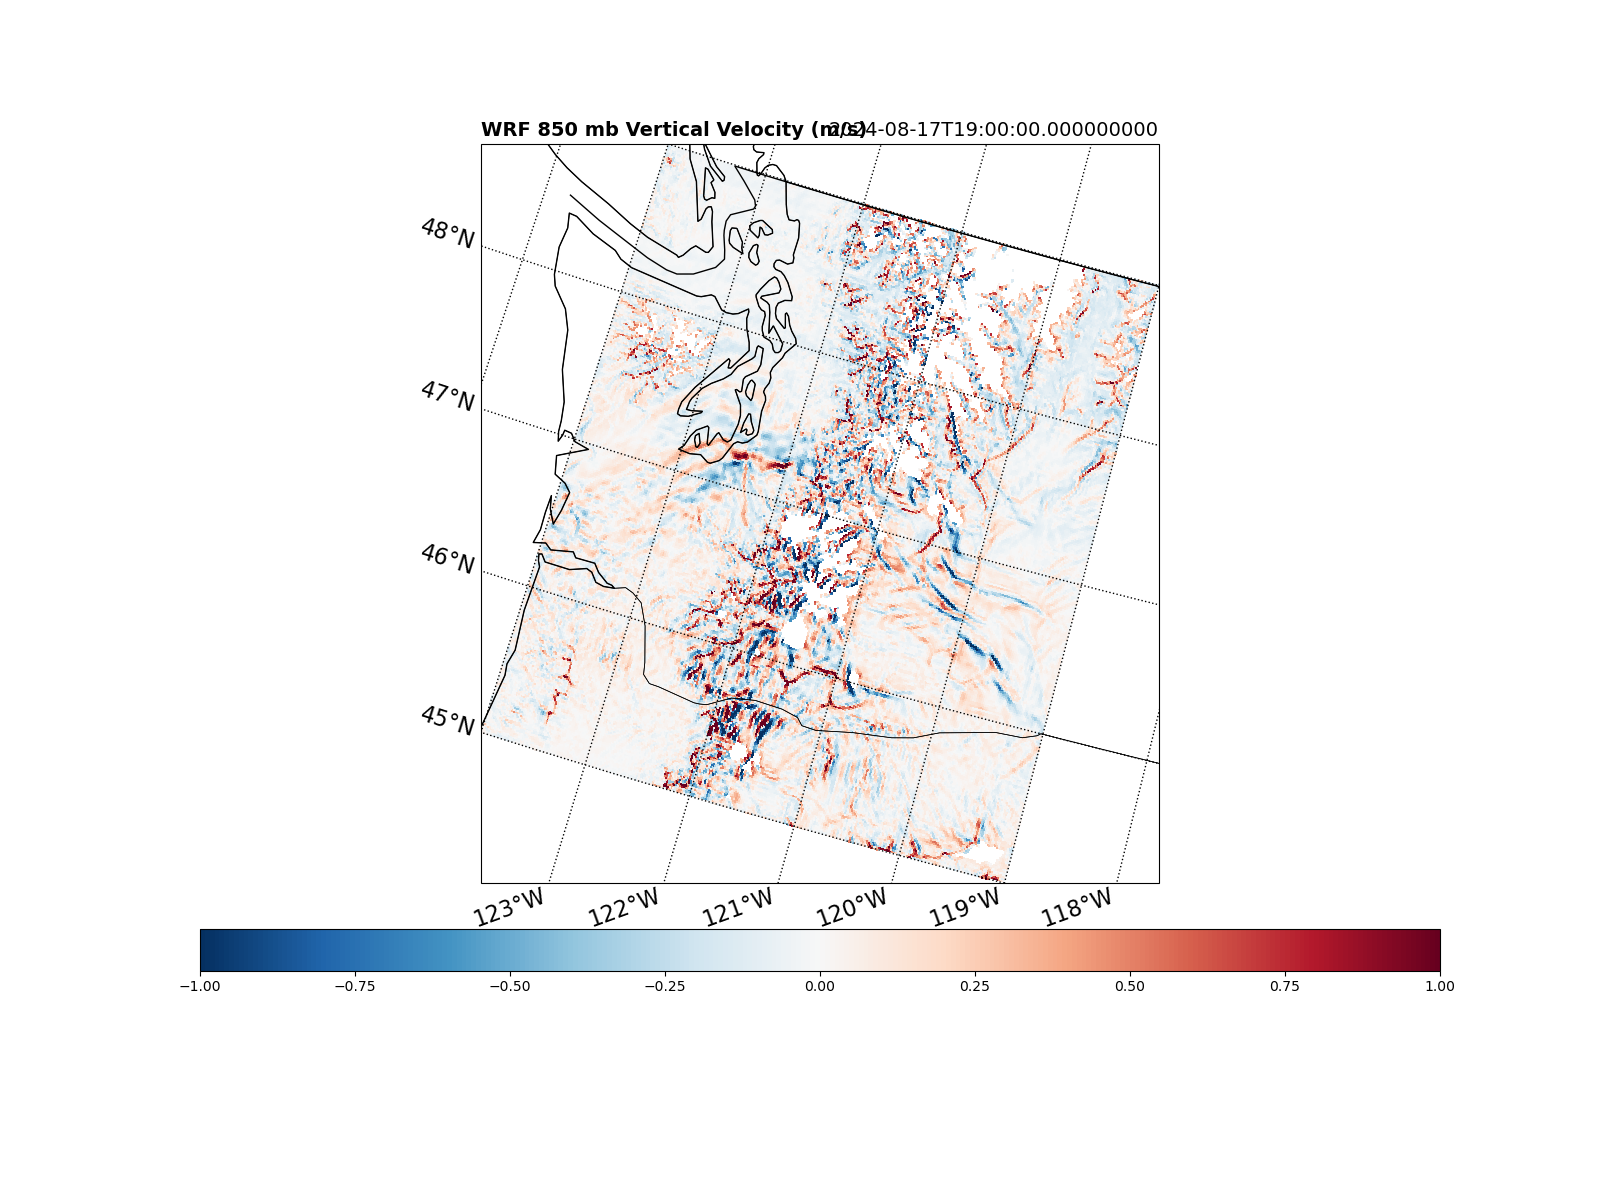 WRF 850 mb Vertical Velocity (m/s) 2024-08-17T19:00:00.000000000
48°N
47°N
46°N
45°N
123°W 122°W 121°W 120°W 119°W 118°W
−1.00 −0.75 −0.50 −0.25 0.00 0.25 0.50 0.75 1.00